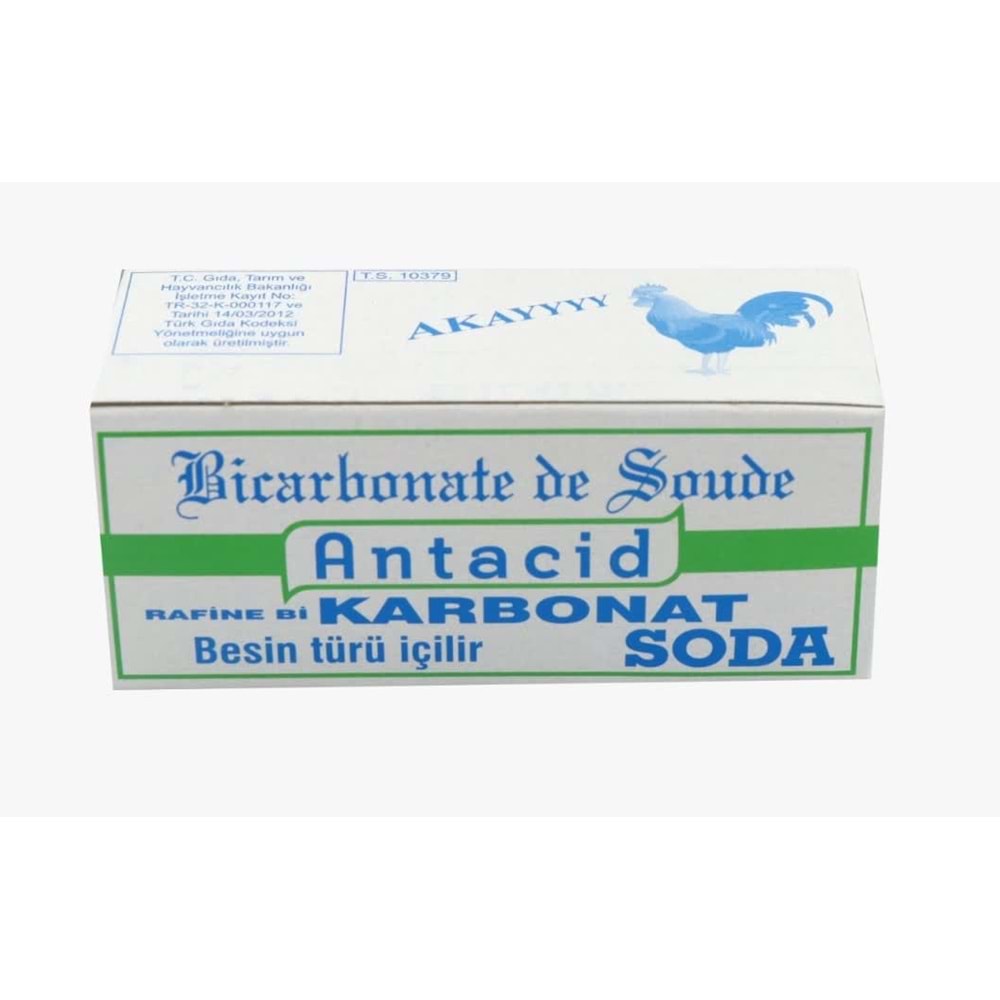 T.C. Gıda, Tarım ve
Hayvancılık Bakanlığı
İşletme Kayıt No:
TR-32-K-000117 ve
Tarihi 14/03/2012
Türk Gıda Kodeksi
Yönetmeliğine uygun
olarak üretilmiştir.
T.S. 10379
AKAYYYY
Bicarbonate de Soude
Antacid
RAFİNE Bİ KARBONAT
Besin türü içilir
SODA